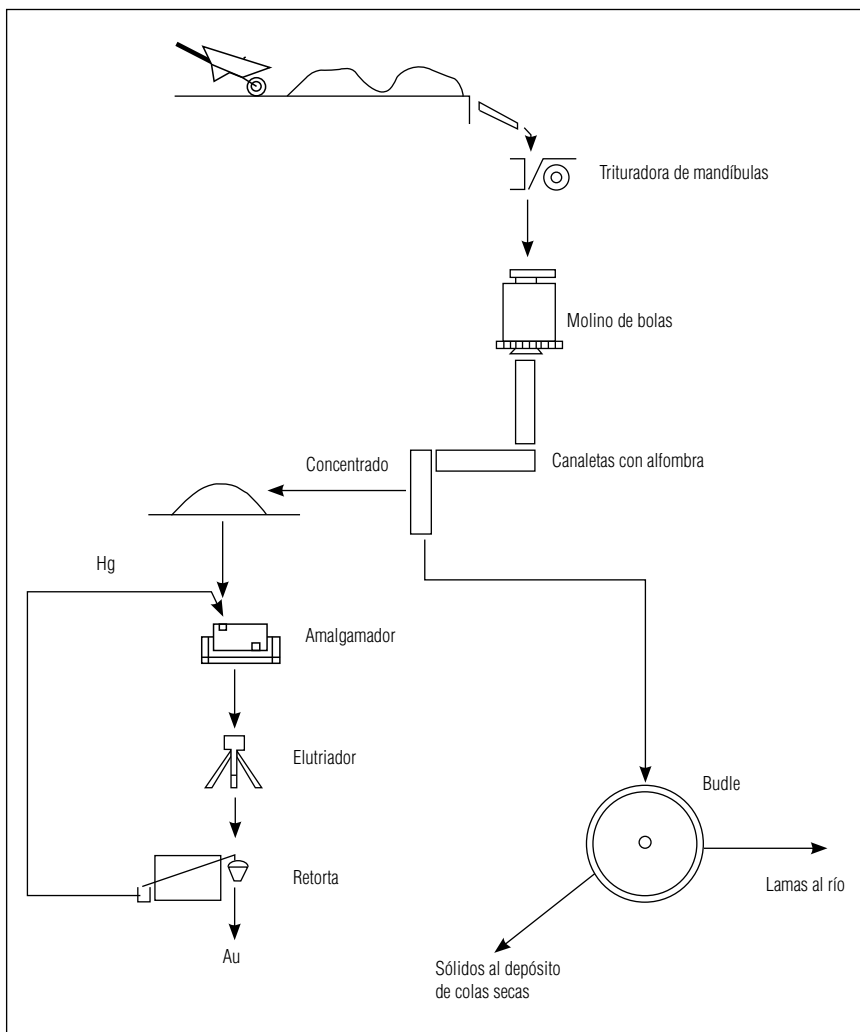 Trituradora de mandíbulas
Molino de bolas
Canaletas con alfombra
Concentrado
Hg
Amalgamador
Elutriador
Retorta
Au
Budle
Lamas al río
Sólidos al depósito
de colas secas